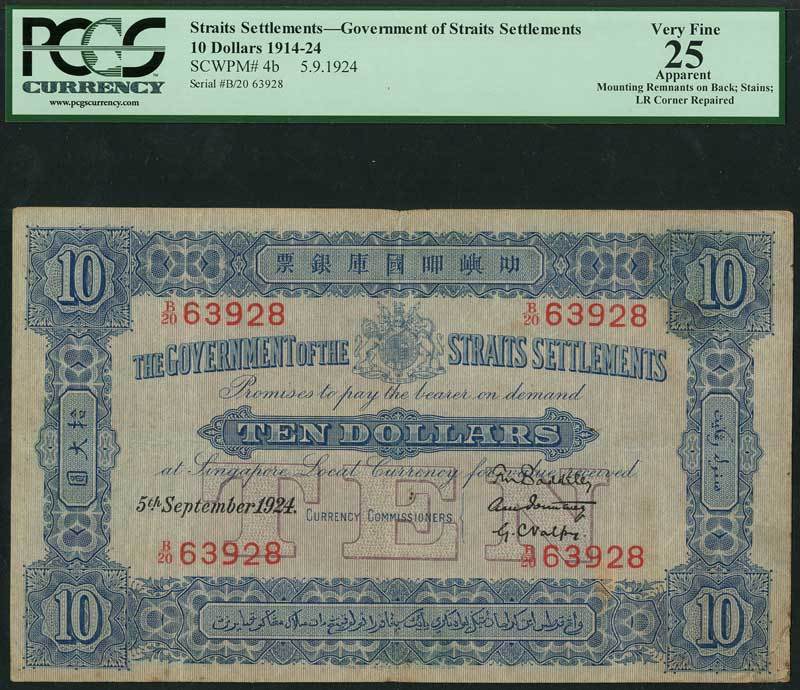 PCGS
CURRENCY
www.pcgscurrency.com
Straits Settlements—Government of Straits Settlements
10 Dollars 1914-24
SCWPM# 4b 5.9.1924
Serial #B/20 63928
Very Fine
25
Apparent
Mounting Remnants on Back; Stains;
LR Corner Repaired
10
票銀庫國呷嶼叻
10
B/20 63928
B/20 63928
THE GOVERNMENT OF THE STRAITS SETTLEMENTS
Promises to pay the bearer on demand
TEN DOLLARS
at Singapore Local Currency for value received
拾大圓
TEN
5th September 1924.
CURRENCY COMMISSIONERS
G.C. Valpy
B/20 63928
B/20 63928
10
10